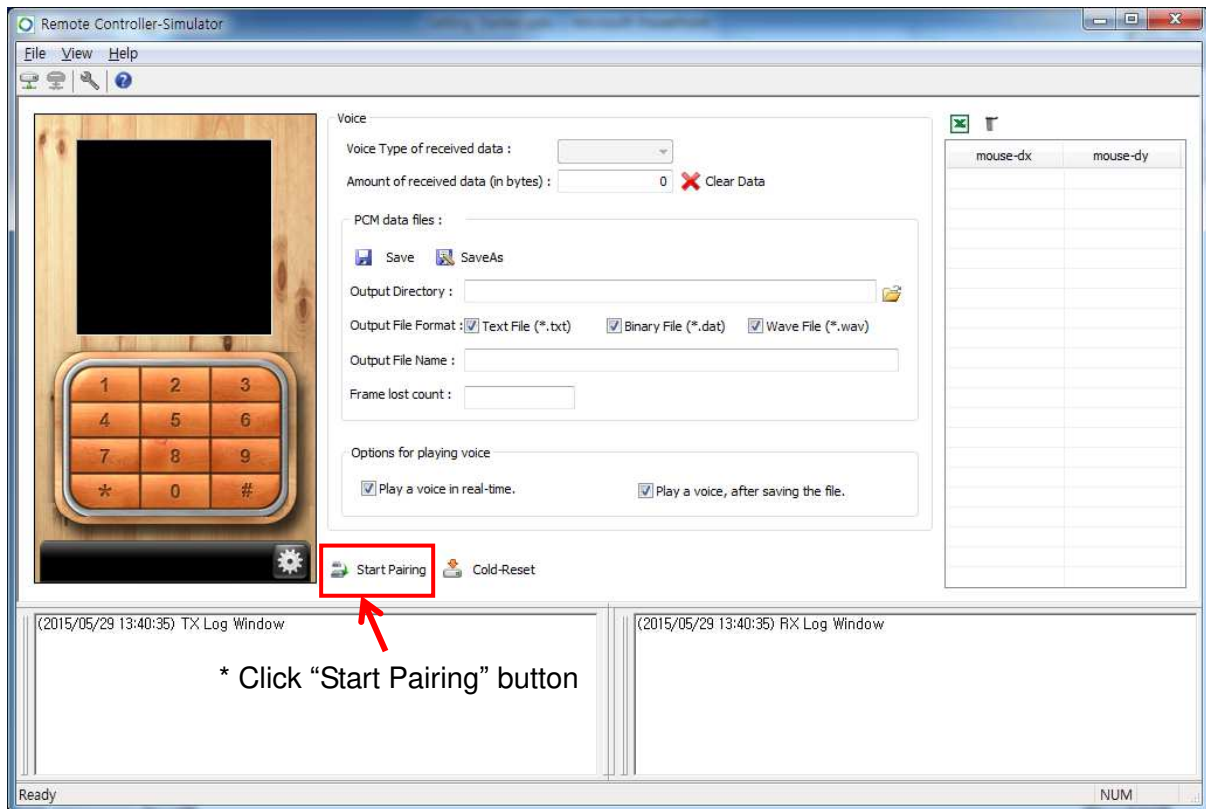 Remote Controller-Simulator
File View Help
Voice
Voice Type of received data :
Amount of received data (in bytes) : 0 Clear Data
PCM data files :
Save SaveAs
Output Directory :
Output File Format : Text File (*.txt) Binary File (*.dat) Wave File (*.wav)
Output File Name :
Frame lost count :
Options for playing voice
Play a voice in real-time. Play a voice, after saving the file.
1 2 3
4 5 6
7 8 9
* 0 #
Start Pairing Cold-Reset
mouse-dx mouse-dy
(2015/05/29 13:40:35) TX Log Window
(2015/05/29 13:40:35) RX Log Window
* Click “Start Pairing” button
Ready NUM